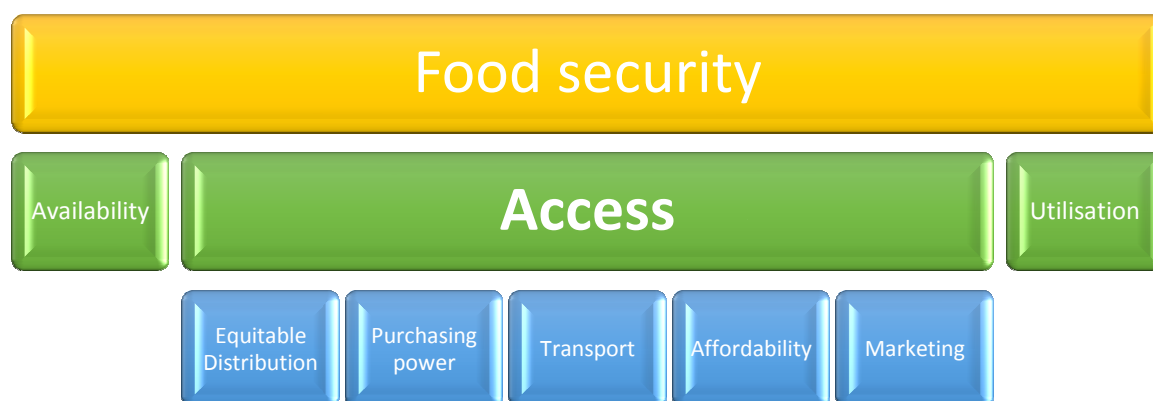 Food security
Availability
Access
Utilisation
Equitable
Distribution
Purchasing
power
Transport
Affordability
Marketing